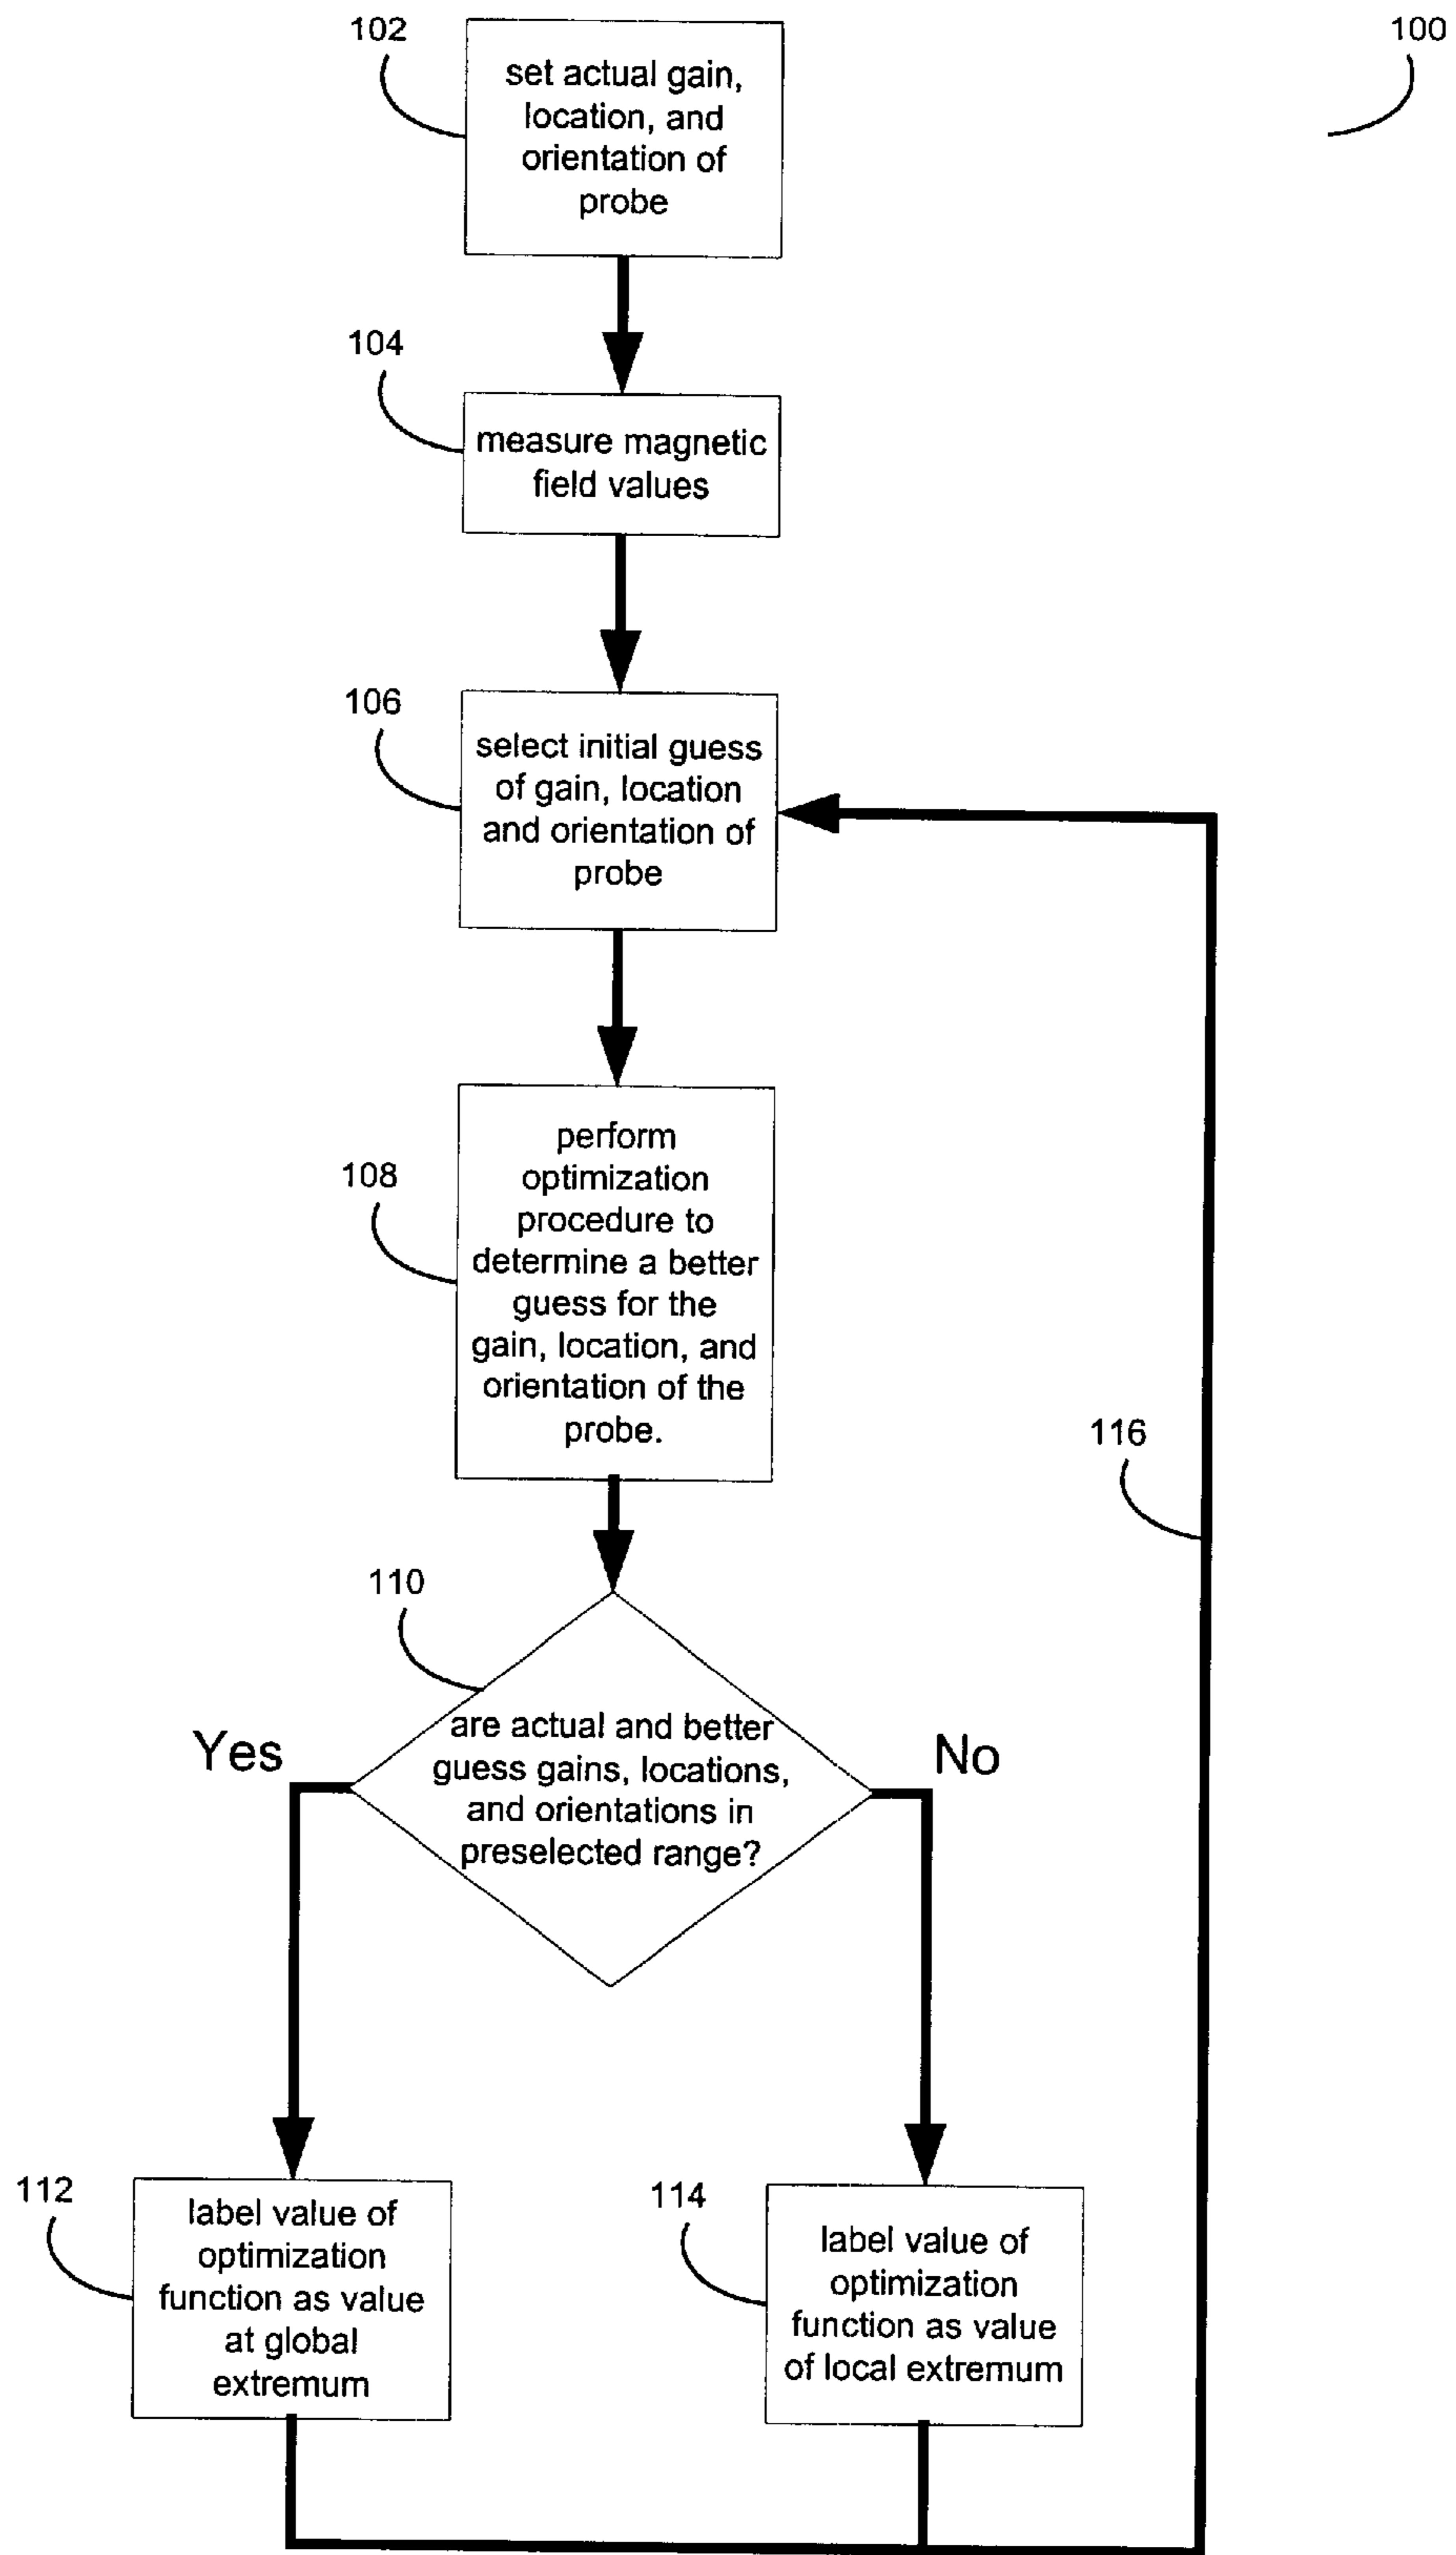 102
100
set actual gain,
location, and
orientation of
probe
104
measure magnetic
field values
106
select initial guess
of gain, location
and orientation of
probe
108
perform
optimization
procedure to
determine a better
guess for the
gain, location, and
orientation of the
probe.
116
110
Yes
No
are actual and better
guess gains, locations,
and orientations in
preselected range?
112
label value of
optimization
function as value
at global
extremum
114
label value of
optimization
function as value
of local extremum